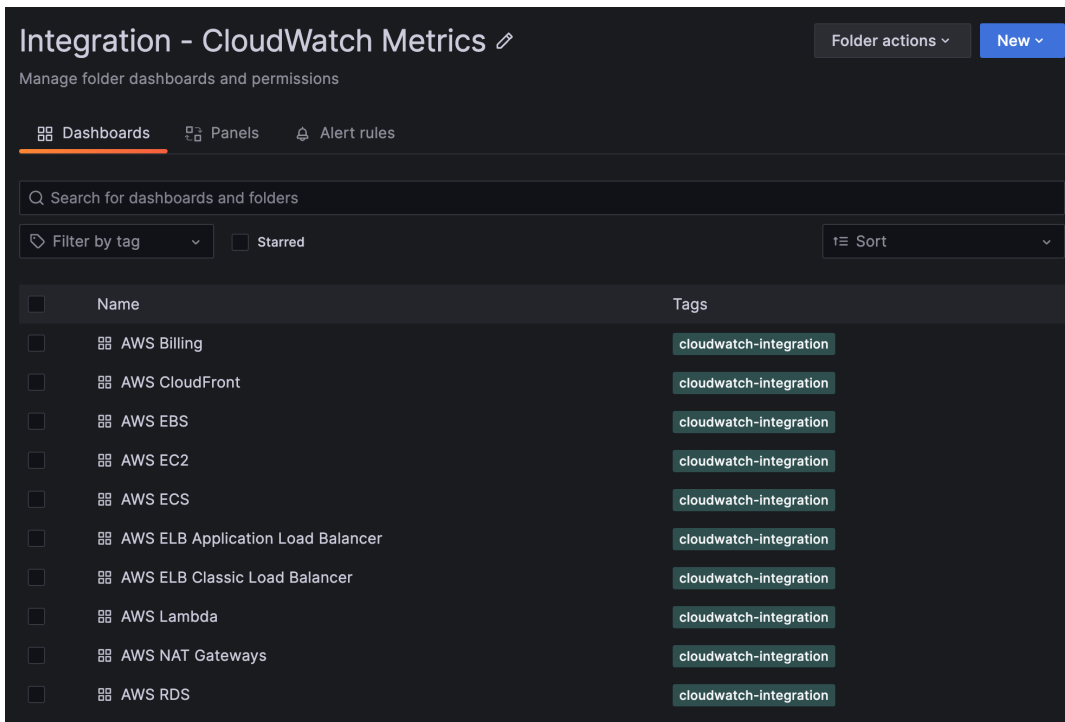 Integration - CloudWatch Metrics
Folder actions
New
Manage folder dashboards and permissions
Dashboards
Panels
Alert rules
Search for dashboards and folders
Filter by tag
Starred
Sort
Name Tags
AWS Billing cloudwatch-integration
AWS CloudFront cloudwatch-integration
AWS EBS cloudwatch-integration
AWS EC2 cloudwatch-integration
AWS ECS cloudwatch-integration
AWS ELB Application Load Balancer cloudwatch-integration
AWS ELB Classic Load Balancer cloudwatch-integration
AWS Lambda cloudwatch-integration
AWS NAT Gateways cloudwatch-integration
AWS RDS cloudwatch-integration